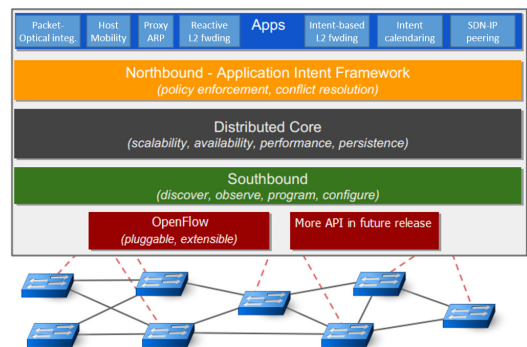 Packet-
Optical integ.
Host
Mobility
Proxy
ARP
Reactive
L2 fwding
Apps
Intent-based
L2 fwding
Intent
calendaring
SDN-IP
peering
Northbound - Application Intent Framework
(policy enforcement, conflict resolution)
Distributed Core
(scalability, availability, performance, persistence)
Southbound
(discover, observe, program, configure)
OpenFlow
(pluggable, extensible)
More API in future release